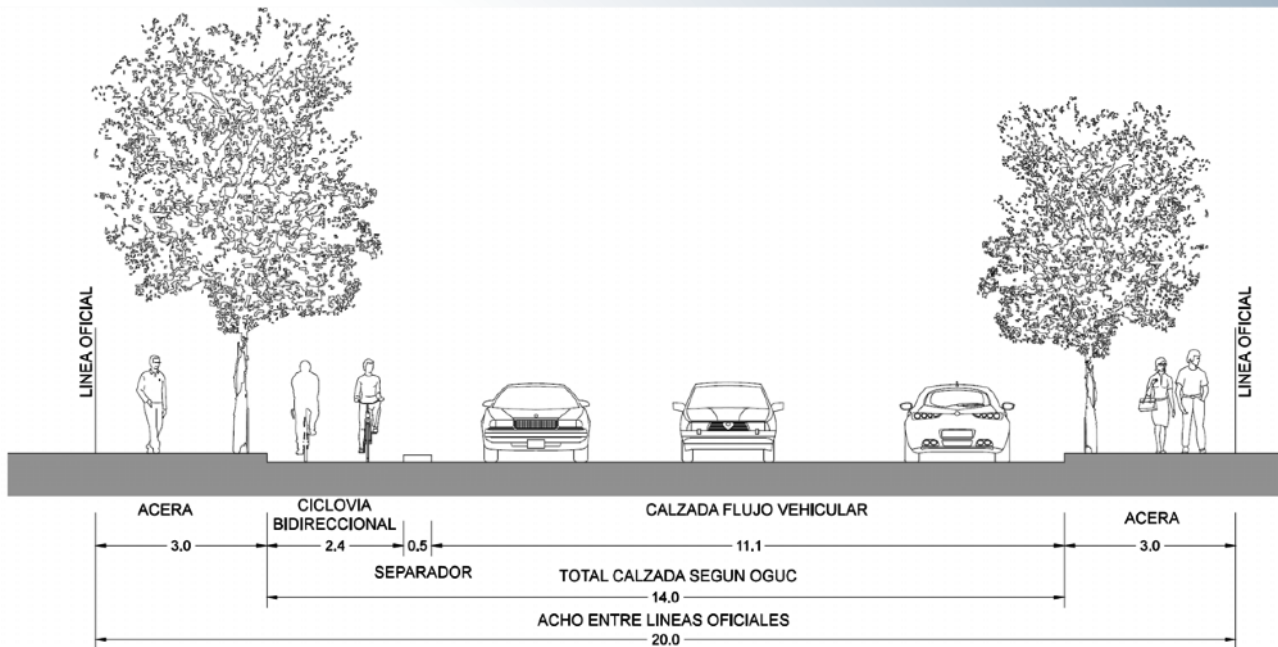 LINEA OFICIAL
LINEA OFICIAL
ACERA
CICLOVIA
BIDIRECCIONAL
CALZADA FLUJO VEHICULAR
ACERA
3.0
2.4
0.5
11.1
3.0
SEPARADOR
TOTAL CALZADA SEGUN OGUC
14.0
ACHO ENTRE LINEAS OFICIALES
20.0